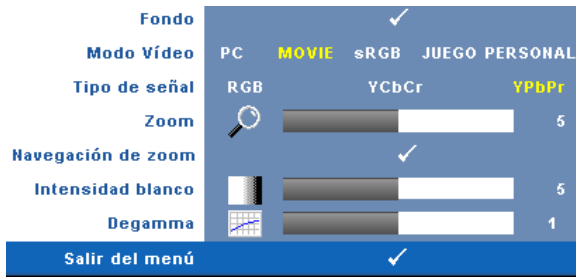 Fondo
Modo Vídeo PC MOVIE sRGB JUEGO PERSONAL
Tipo de señal RGB YCbCr YPbPr
Zoom 5
Navegación de zoom
Intensidad blanco 5
Degamma 1
Salir del menú